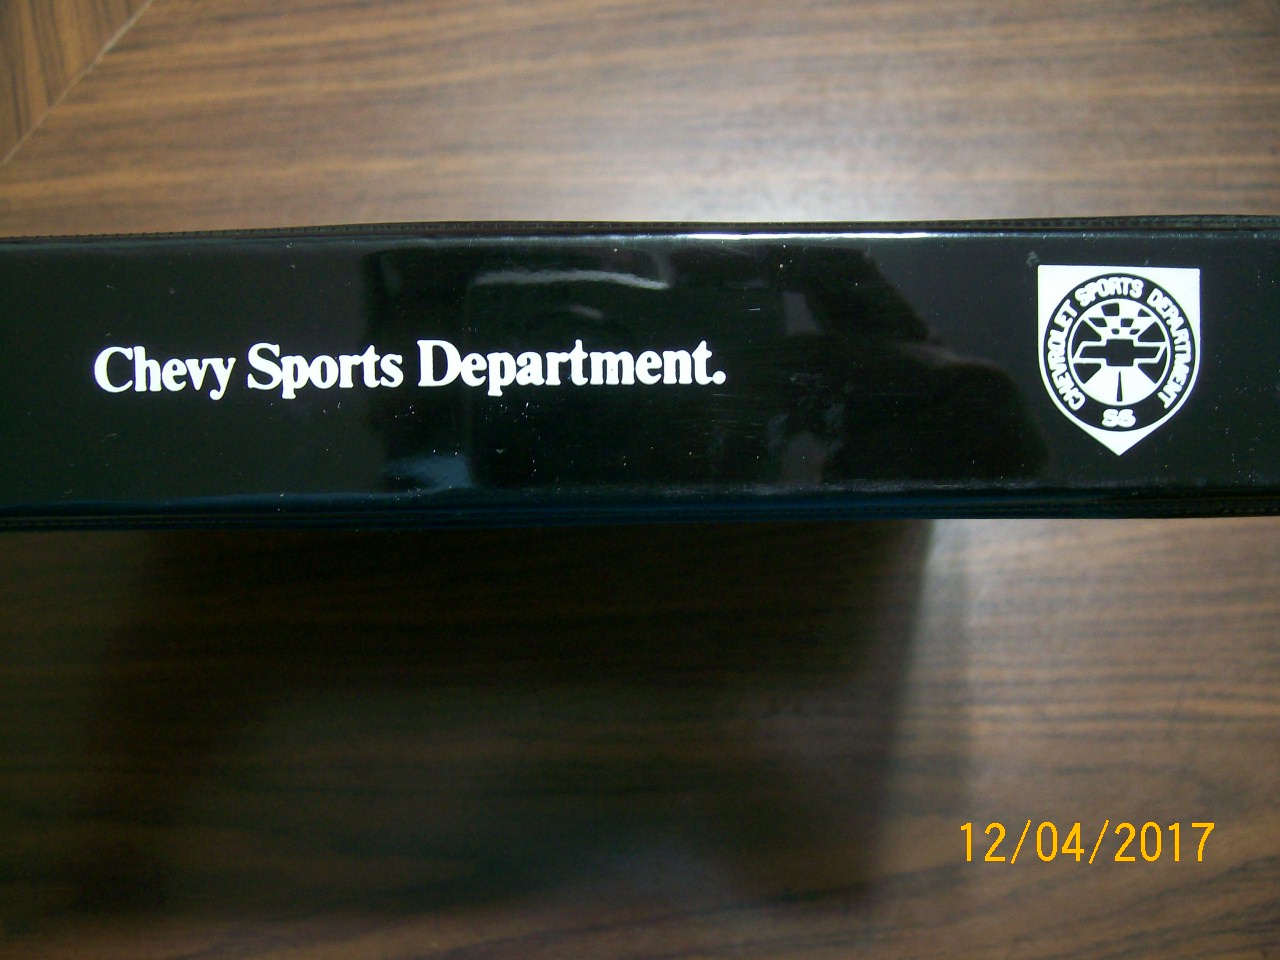 Chevy Sports Department.
CHEVROLET SPORTS DEPARTMENT
SS
12/04/2017